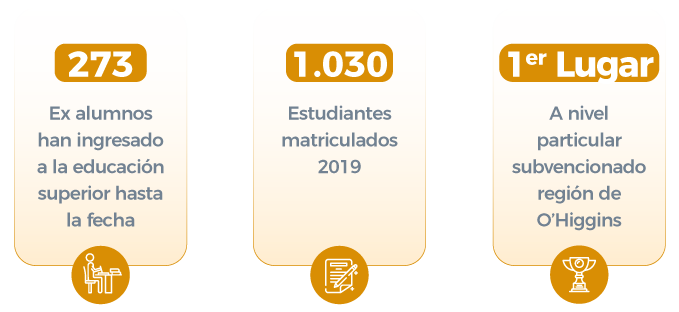 273
Ex alumnos
han ingresado
a la educación
superior hasta
la fecha
1.030
Estudiantes
matriculados
2019
1er Lugar
A nivel
particular
subvencionado
región de
O’Higgins